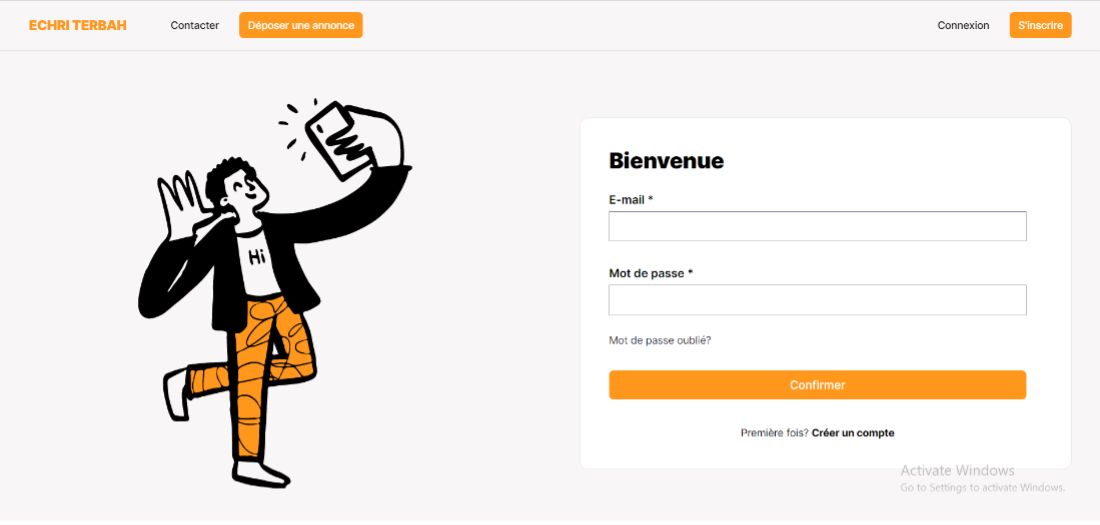 ECHRI TERBAH
Contacter
Déposer une annonce
Connexion
S'inscrire
Hi
Bienvenue
E-mail *
Mot de passe *
Mot de passe oublié?
Confirmer
Première fois? Créer un compte
Activate Windows
Go to Settings to activate Windows.